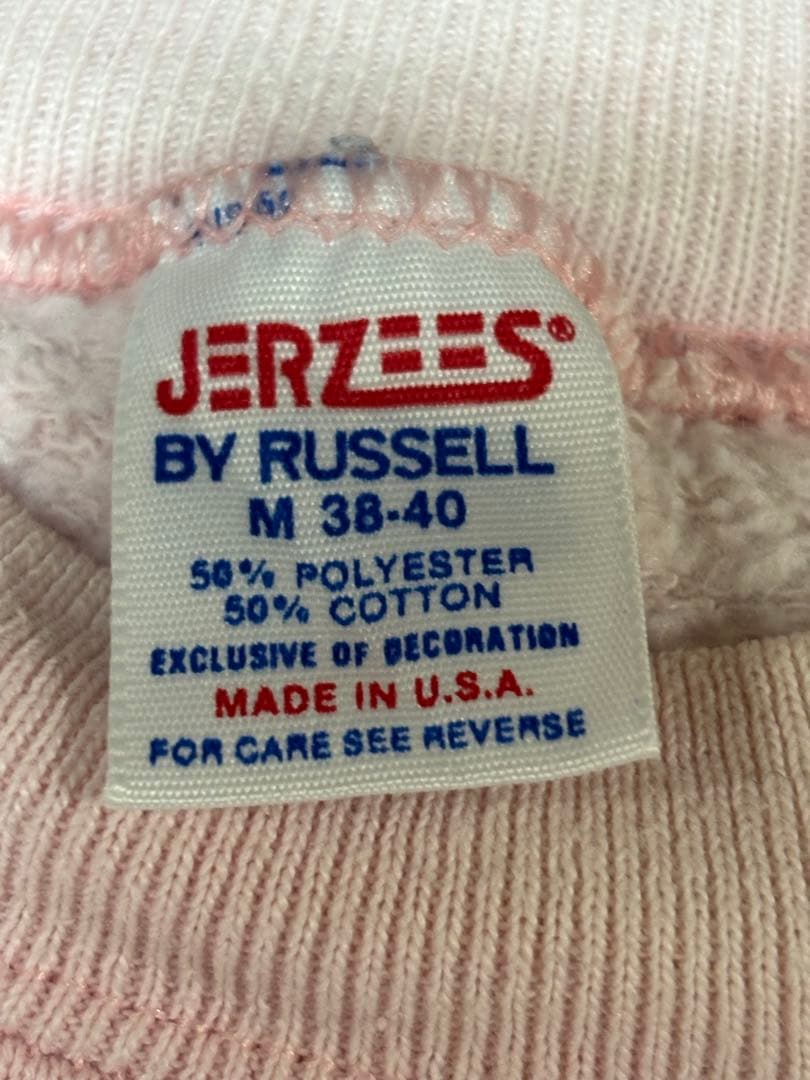 JERZEES®
BY RUSSELL
M 38-40
50% POLYESTER
50% COTTON
EXCLUSIVE OF DECORATION
MADE IN U.S.A.
FOR CARE SEE REVERSE